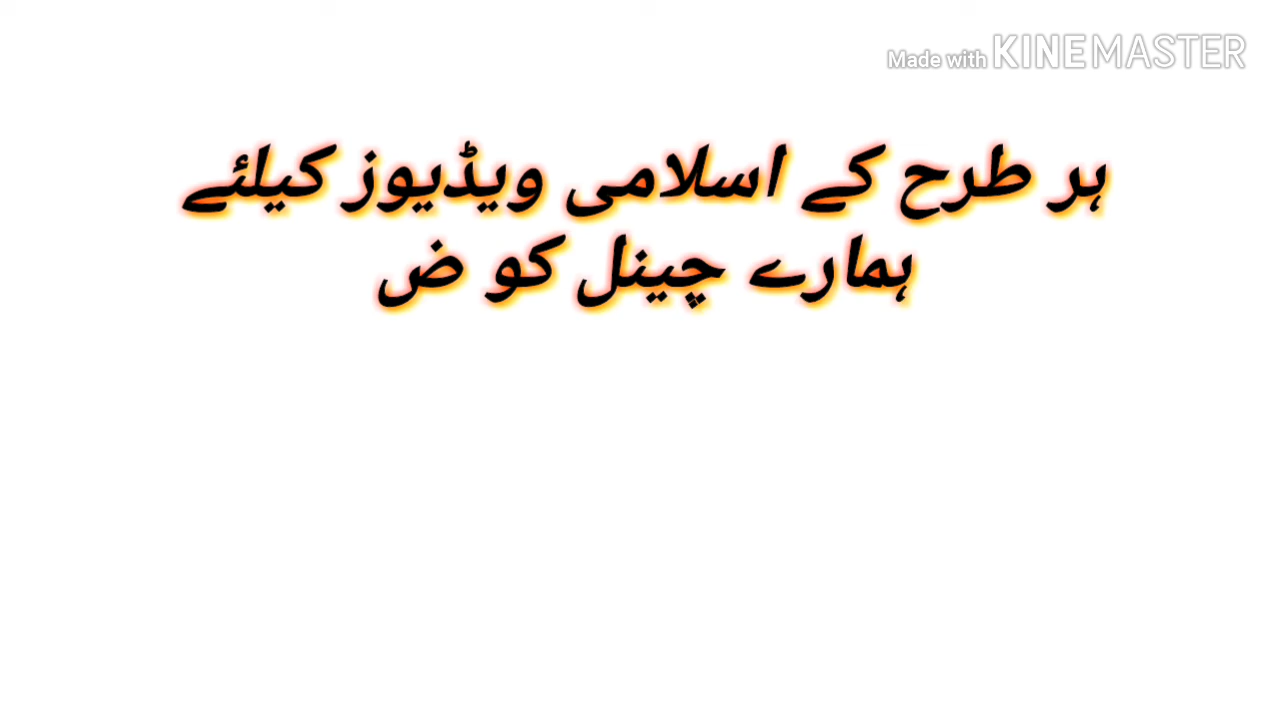 Made with KINEMASTER
ہر طرح کے اسلامی ویڈیوز کیلئے
ہمارے چینل کو ض